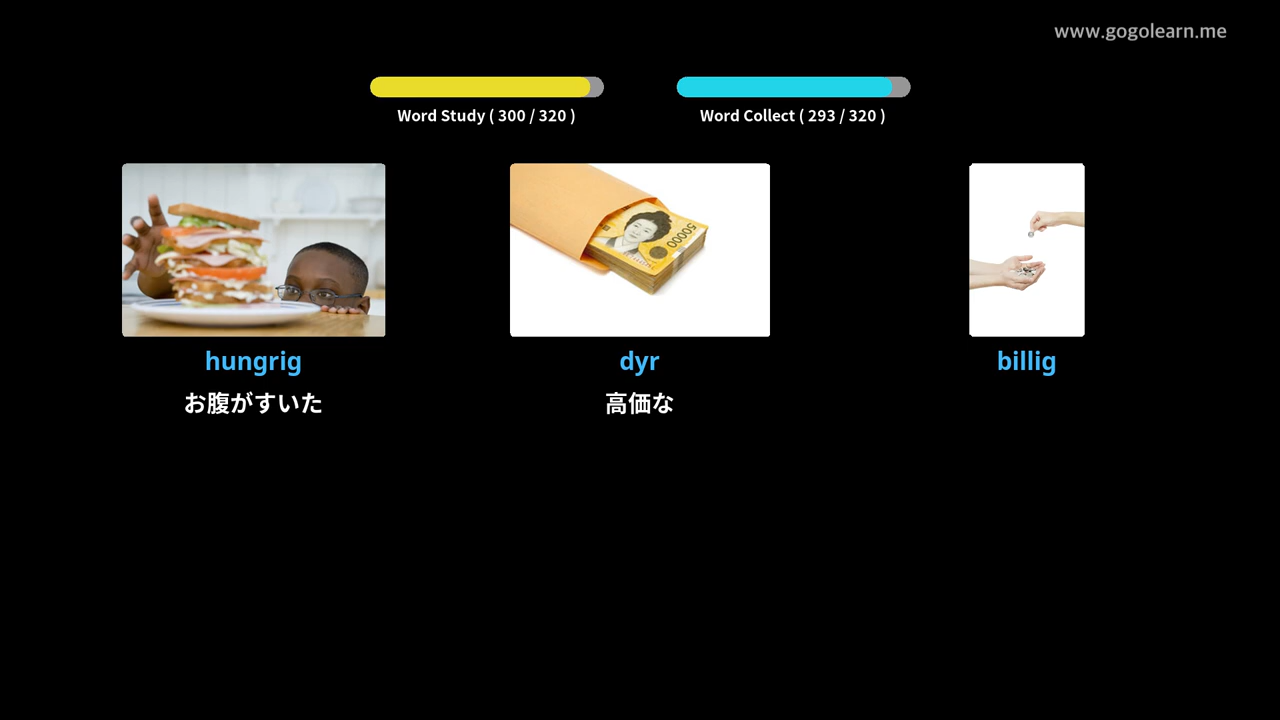 www.gogolearn.me
Word Study ( 300 / 320 )
Word Collect ( 293 / 320 )
50000
hungrig
dyr
billig
お腹がすいた
高価な